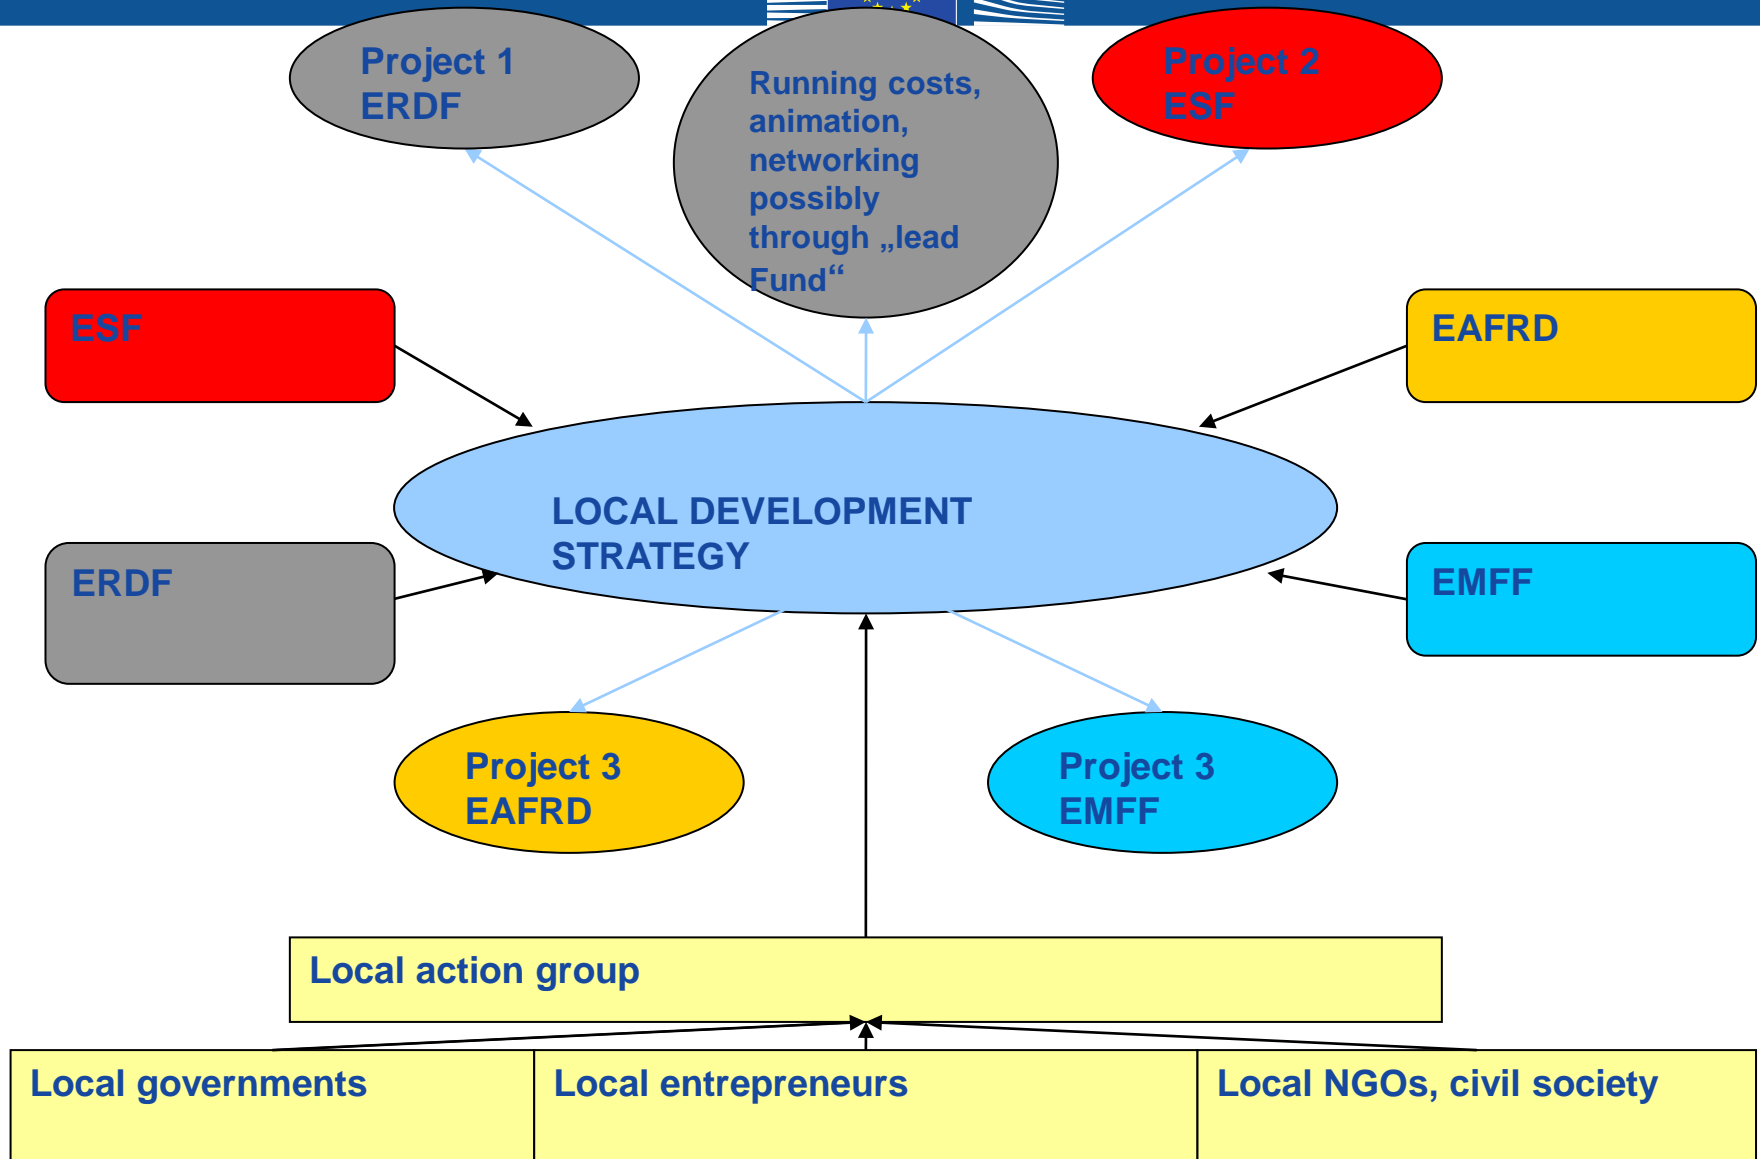 Project 1
ERDF
Running costs,
animation,
networking
possibly
through „lead
Fund“
Project 2
ESF
ESF
EAFRD
LOCAL DEVELOPMENT
STRATEGY
ERDF
EMFF
Project 3
EAFRD
Project 3
EMFF
Local action group
Local governments
Local entrepreneurs
Local NGOs, civil society